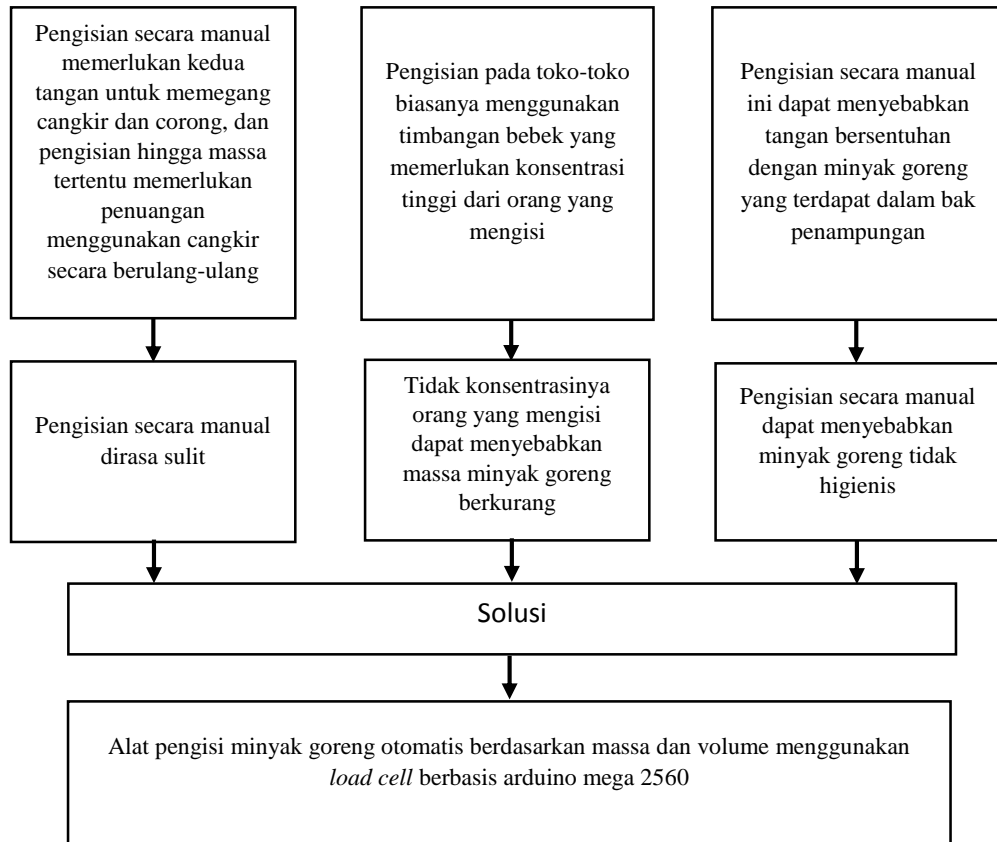 Pengisian secara manual
memerlukan kedua
tangan untuk memegang
cangkir dan corong, dan
pengisian hingga massa
tertentu memerlukan
penuangan
menggunakan cangkir
secara berulang-ulang
Pengisian pada toko-toko
biasanya menggunakan
timbangan bebek yang
memerlukan konsentrasi
tinggi dari orang yang
mengisi
Pengisian secara manual
ini dapat menyebabkan
tangan bersentuhan
dengan minyak goreng
yang terdapat dalam bak
penampungan
Pengisian secara manual
dirasa sulit
Tidak konsentrasinya
orang yang mengisi
dapat menyebabkan
massa minyak goreng
berkurang
Pengisian secara manual
dapat menyebabkan
minyak goreng tidak
higienis
Solusi
Alat pengisi minyak goreng otomatis berdasarkan massa dan volume menggunakan
load cell berbasis arduino mega 2560